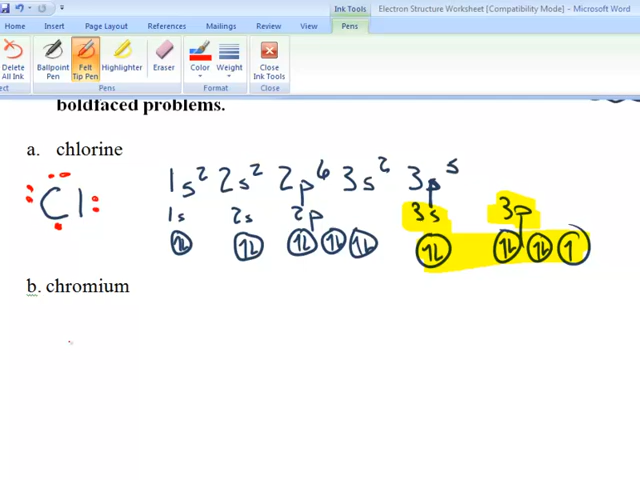 Ink Tools Electron Structure Worksheet [Compatibility Mode] - Microsoft Word
Home Insert Page Layout References Mailings Review View Pens
Delete All Ink Ballpoint Pen Felt Tip Pen Highlighter Eraser Color Weight Close Ink Tools
Pens Format Close
boldfaced problems.
a. chlorine
1s² 2s² 2p⁶ 3s² 3p⁵
Cl
1s 2s 2p 3s 3p
b. chromium